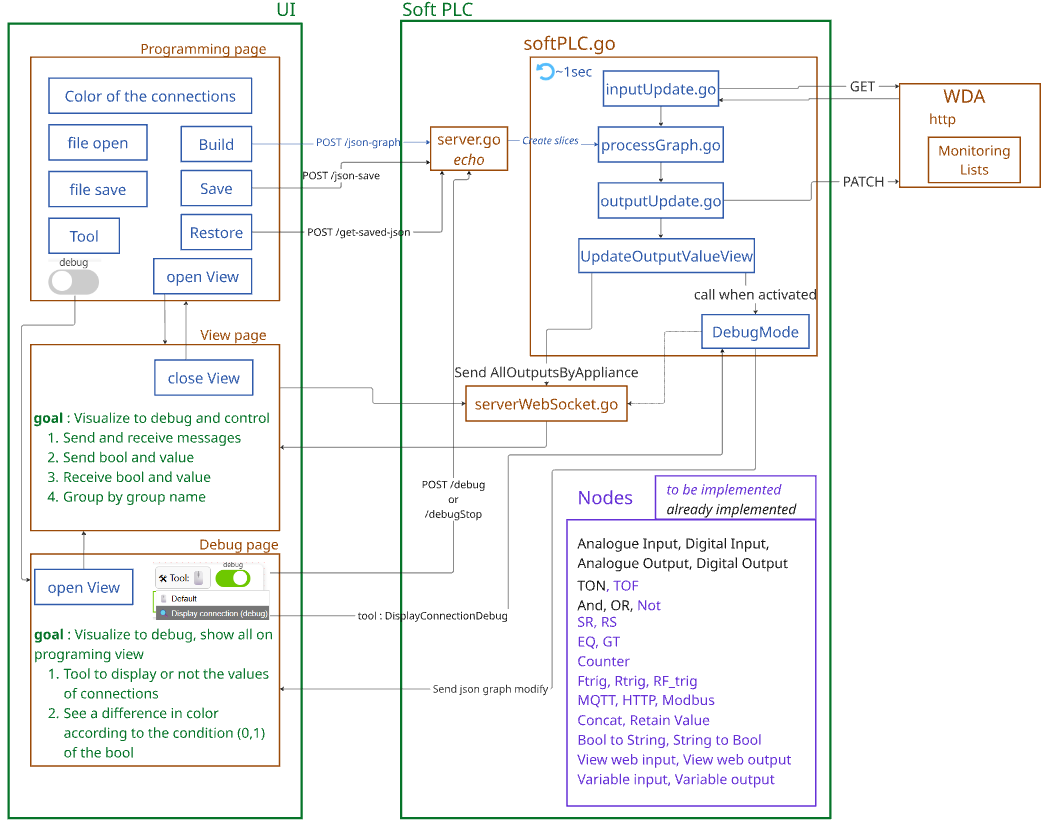 UI
Programming page
Color of the connections
file open
Build
file save
Save
Tool
Restore
debug
open View
View page
close View
goal : Visualize to debug and control
1. Send and receive messages
2. Send bool and value
3. Receive bool and value
4. Group by group name
Debug page
open View
debug
Tool:
Default
Display connection (debug)
goal : Visualize to debug, show all on
programing view
1. Tool to display or not the values
of connections
2. See a difference in color
according to the condition (0,1)
of the bool
POST /json-graph
POST /json-save
POST /get-saved-json
POST /debug
or
/debugStop
tool : DisplayConnectionDebug
Send json graph modify
Soft PLC
server.go
echo
Create slices
softPLC.go
~1sec
inputUpdate.go
processGraph.go
outputUpdate.go
UpdateOutputValueView
call when activated
DebugMode
Send AllOutputsByAppliance
serverWebSocket.go
GET
PATCH
WDA
http
Monitoring
Lists
Nodes
to be implemented
already implemented
Analogue Input, Digital Input,
Analogue Output, Digital Output
TON, TOF
And, OR, Not
SR, RS
EQ, GT
Counter
Ftrig, Rtrig, RF_trig
MQTT, HTTP, Modbus
Concat, Retain Value
Bool to String, String to Bool
View web input, View web output
Variable input, Variable output